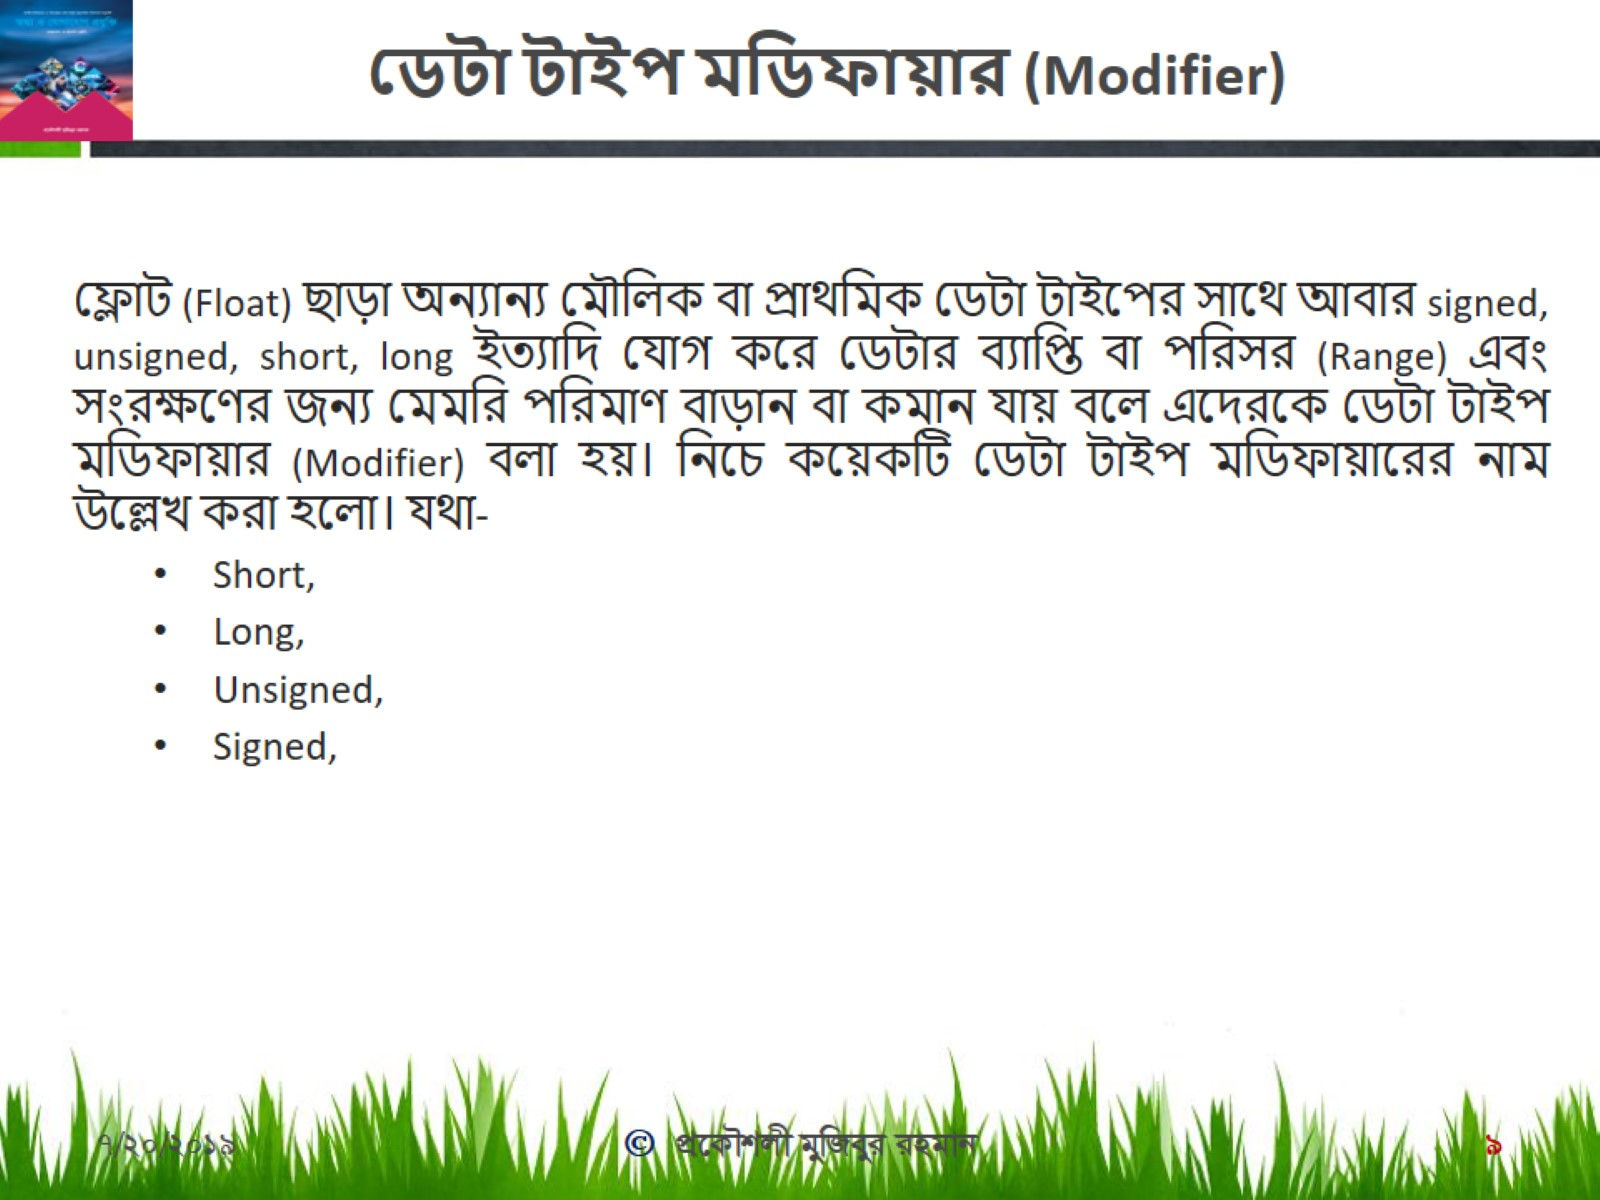 ডেটা টাইপ মডিফায়ার (Modifier)
ফ্লোট (Float) ছাড়া অন্যান্য মৌলিক বা প্রাথমিক ডেটা টাইপের সাথে আবার signed,
unsigned, short, long ইত্যাদি যোগ করে ডেটার ব্যাপ্তি বা পরিসর (Range) এবং
সংরক্ষণের জন্য মেমরি পরিমাণ বাড়ান বা কমান যায় বলে এদেরকে ডেটা টাইপ
মডিফায়ার (Modifier) বলা হয়। নিচে কয়েকটি ডেটা টাইপ মডিফায়ারের নাম
উল্লেখ করা হলো। যথা-
• Short,
• Long,
• Unsigned,
• Signed,
৭/২০/২০১৯
© প্রকৌশলী মুজিবুর রহমান
৯